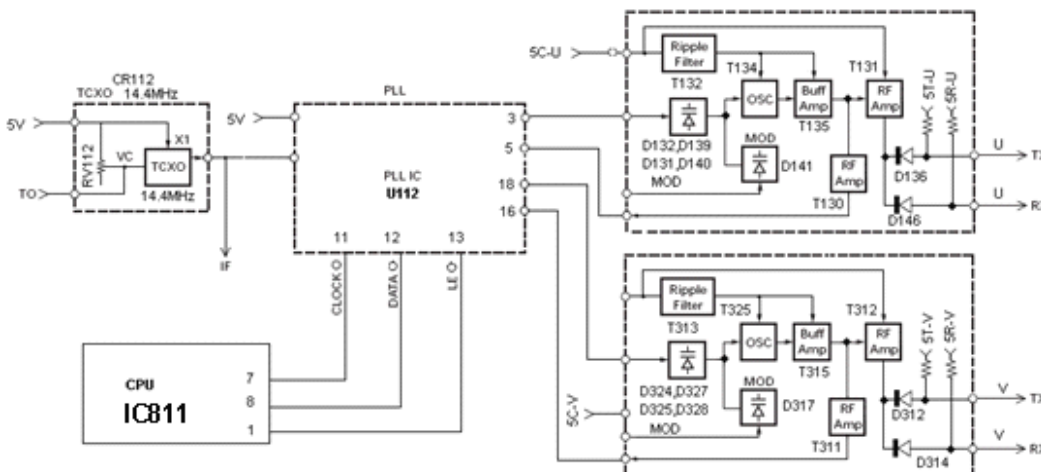 CR112
TCXO 14.4MHz
5V
X1
RV112
VC
TCXO
TO
14.4MHz
IF
PLL
5V
3
5
18
16
PLL IC
U112
11 12 13
CLOCK
DATA
LE
CPU
IC811
7
8
1
5C-U
Ripple
Filter
T132
T134
OSC
Buff
Amp
T135
T131
RF
Amp
5T-U
5R-U
D132,D139
D131,D140
MOD
MOD
D141
RF
Amp
T130
D136
D146
U
U
Ripple
Filter
T313
T325
OSC
Buff
Amp
T315
T312
RF
Amp
5T-V
5R-V
D324,D327
D325,D328
MOD
MOD
D317
5C-V
RF
Amp
T311
D312
D314
V
V